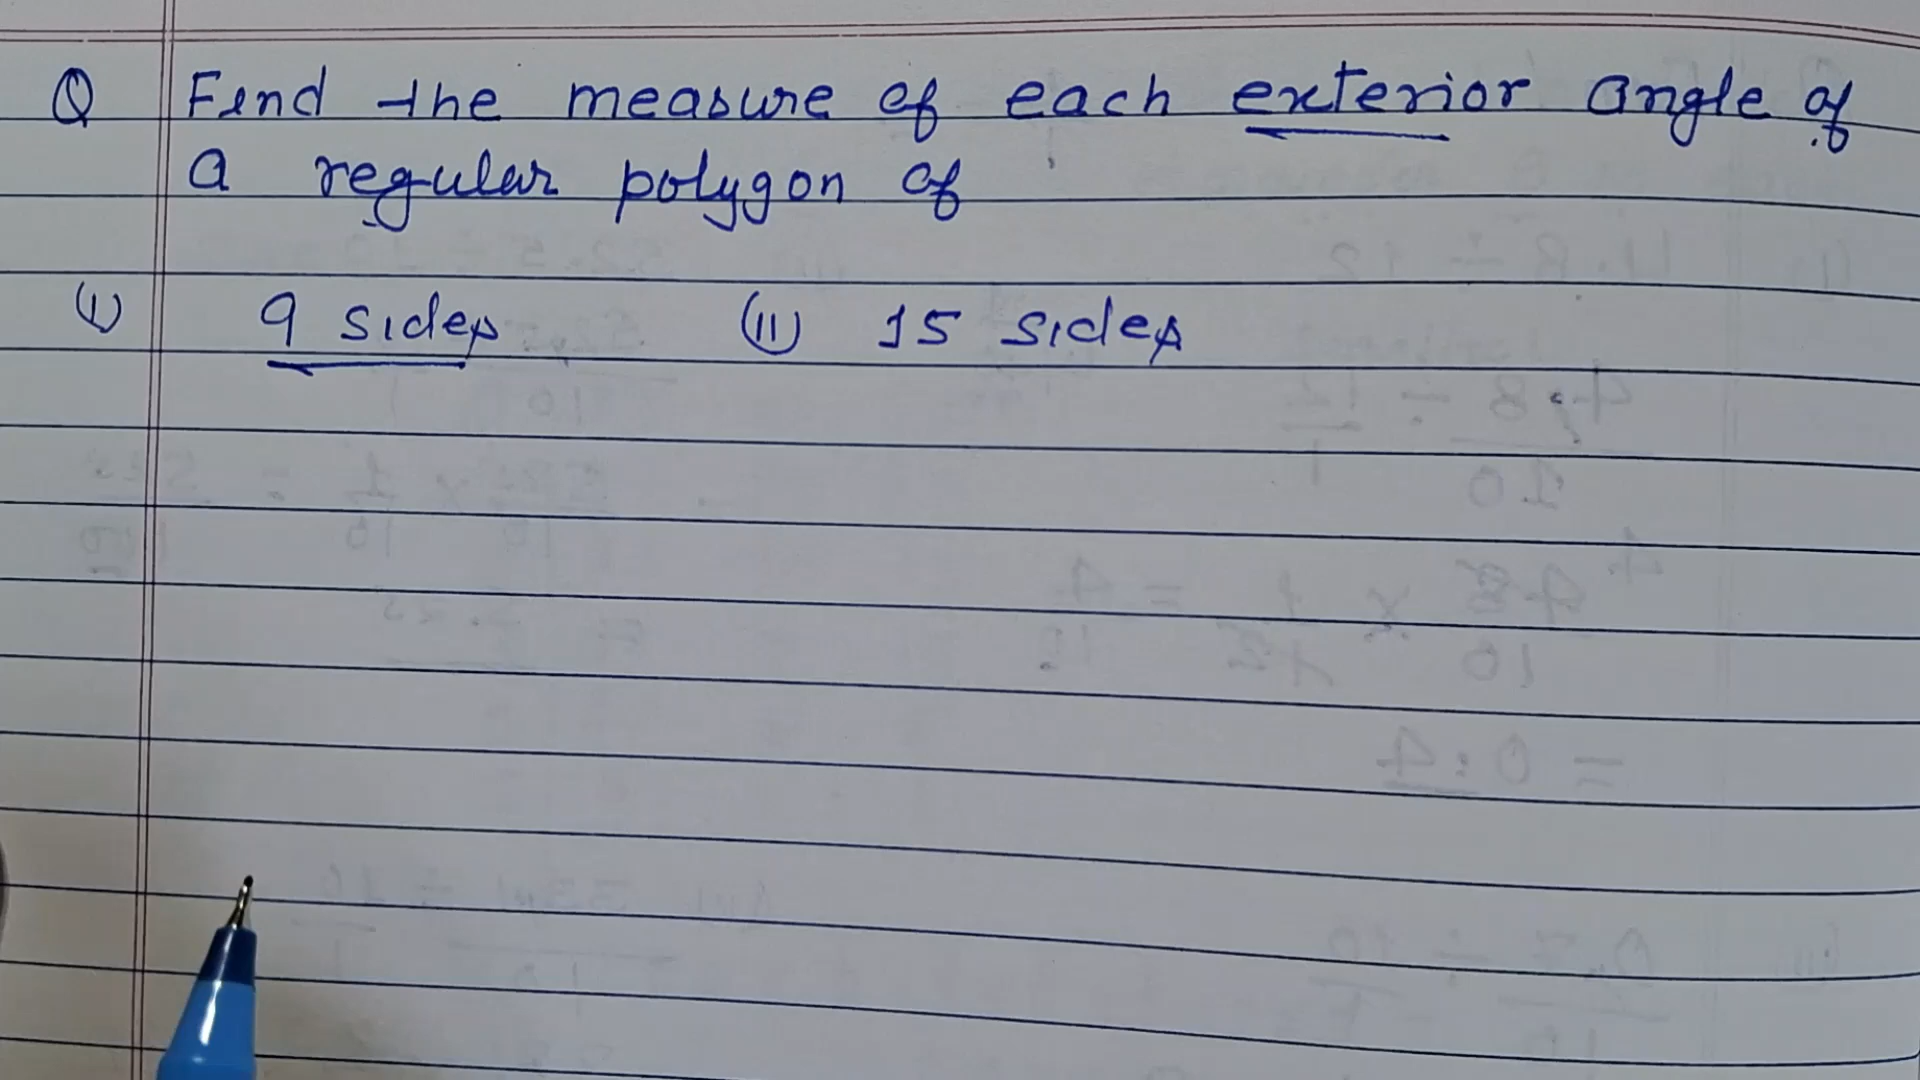 Q Find the measure of each exterior angle of
a regular polygon of
(i) 9 sides (ii) 15 sides